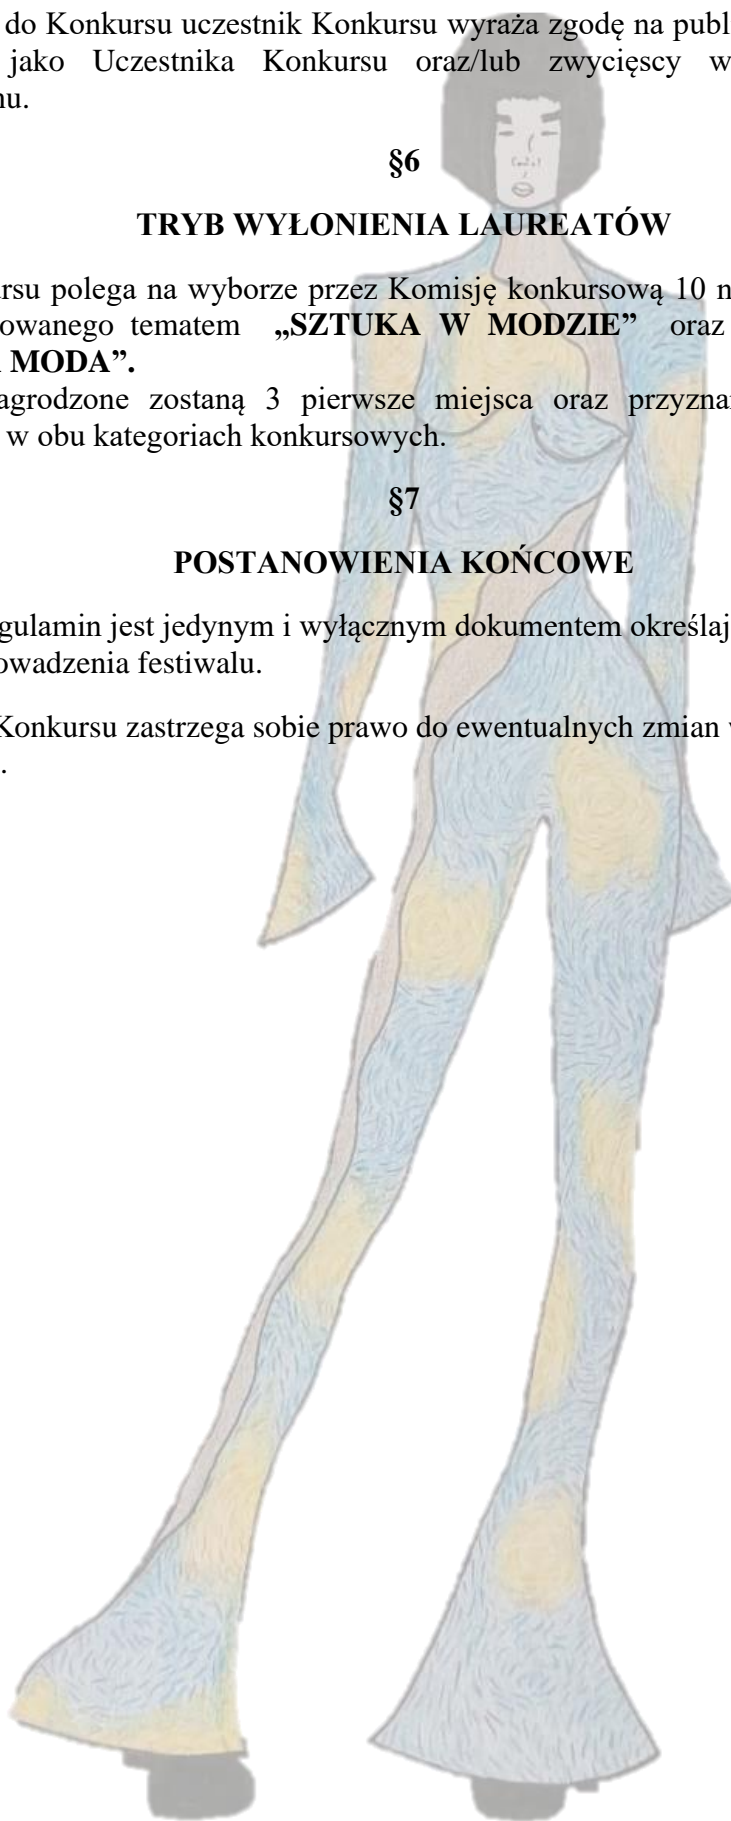 do Konkursu uczestnik Konkursu wyraża zgodę na publ
jako Uczestnika Konkursu oraz/lub zwycięscy w
nu.
§6
TRYB WYŁONIENIA LAUREATÓW
ursu polega na wyborze przez Komisję konkursową 10 n
owanego tematem „SZTUKA W MODZIE” oraz
MODA”.
agrodzone zostaną 3 pierwsze miejsca oraz przyzna
w obu kategoriach konkursowych.
§7
POSTANOWIENIA KOŃCOWE
gulamin jest jedynym i wyłącznym dokumentem określaj
owadzenia festiwalu.
Konkursu zastrzega sobie prawo do ewentualnych zmian w
.